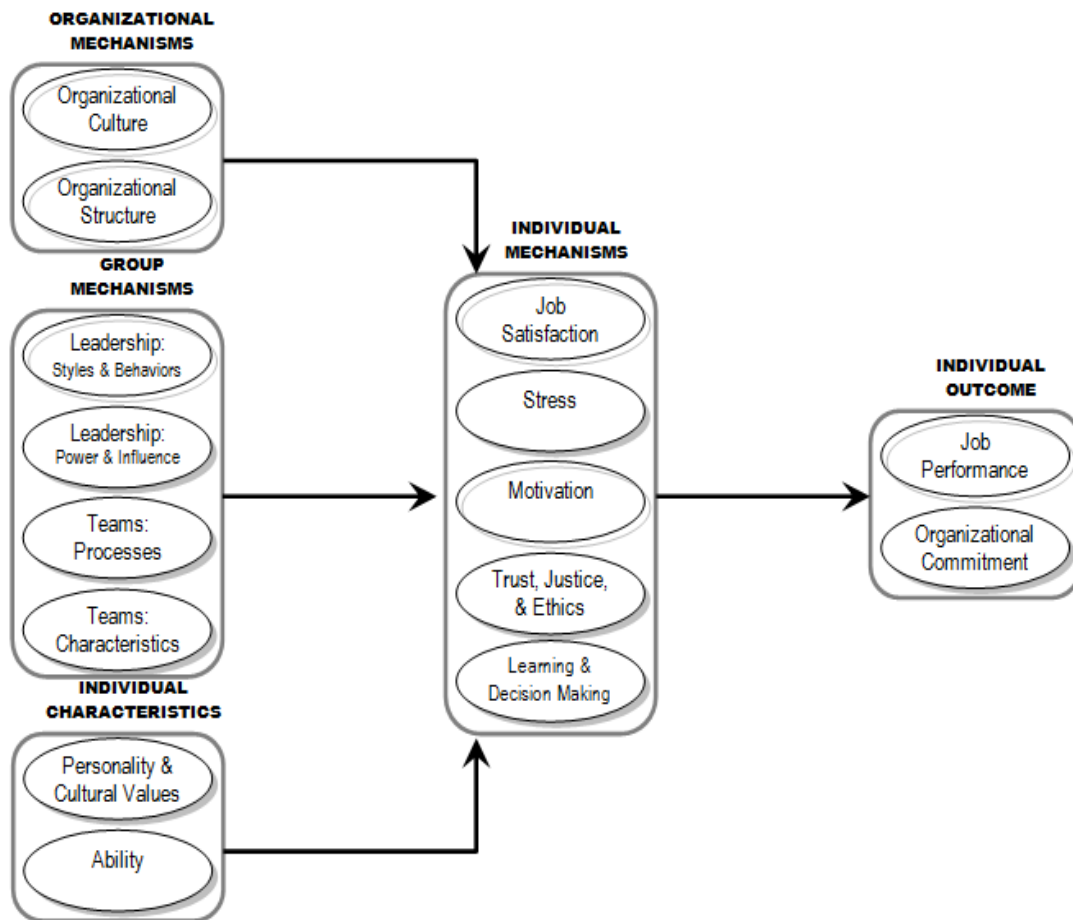 ORGANIZATIONAL
MECHANISMS
Organizational
Culture
Organizational
Structure
GROUP
MECHANISMS
Leadership:
Styles & Behaviors
Leadership:
Power & Influence
Teams:
Processes
Teams:
Characteristics
INDIVIDUAL
CHARACTERISTICS
Personality &
Cultural Values
Ability
INDIVIDUAL
MECHANISMS
Job
Satisfaction
Stress
Motivation
Trust, Justice,
& Ethics
Learning &
Decision Making
INDIVIDUAL
OUTCOME
Job
Performance
Organizational
Commitment